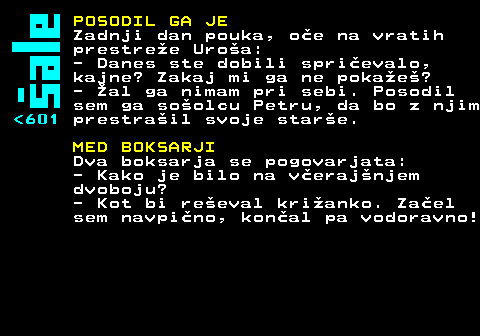 šale
<601
POSODIL GA JE
Zadnji dan pouka, oče na vratih
prestreže Uroša:
- Danes ste dobili spričevalo,
kajne? Zakaj mi ga ne pokažeš?
- Žal ga nimam pri sebi. Posodil
sem ga sošolcu Petru, da bo z njim
prestrašil svoje starše.
MED BOKSARJI
Dva boksarja se pogovarjata:
- Kako je bilo na včerajšnjem
dvoboju?
- Kot bi reševal križanko. Začel
sem navpično, končal pa vodoravno!